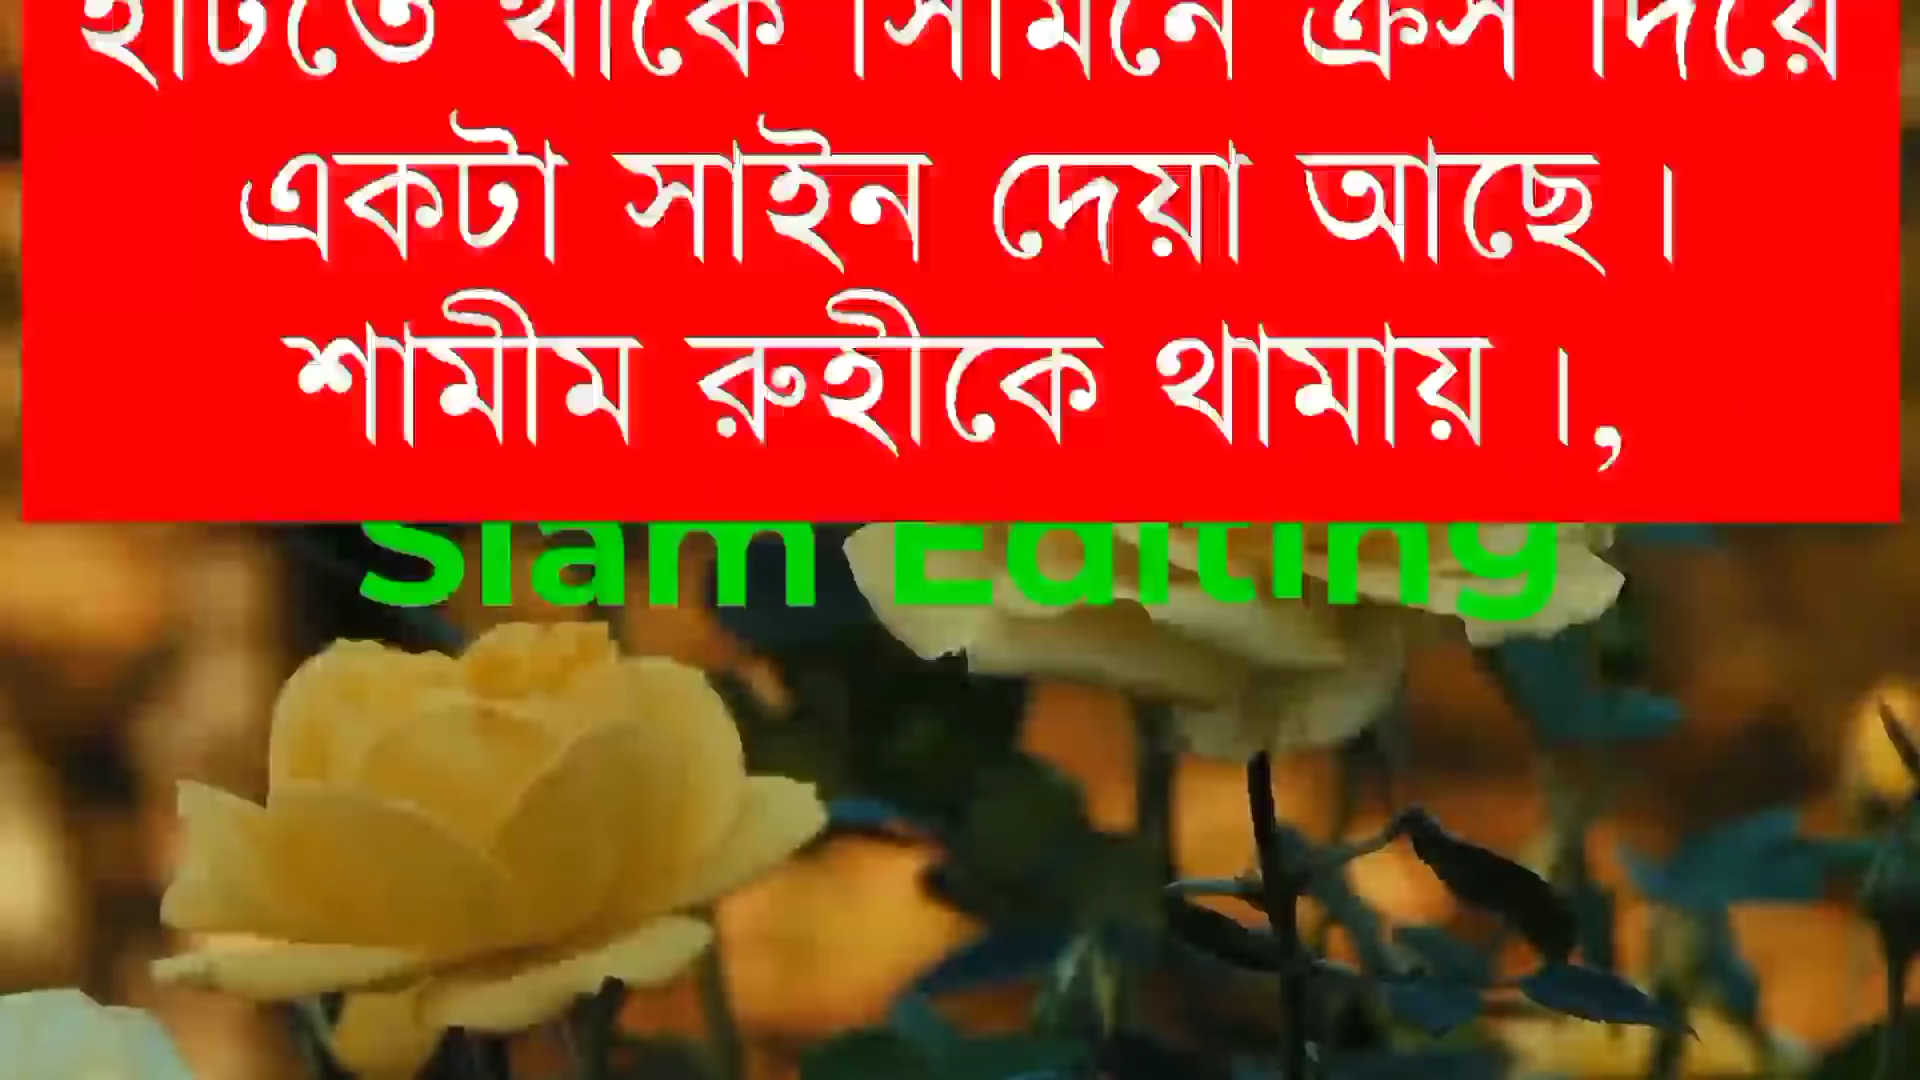 হাটতে থাকে সামনে ক্রস দিয়ে
একটা সাইন দেয়া আছে ।
শামীম রুহীকে থামায় ।,
Siam Editing